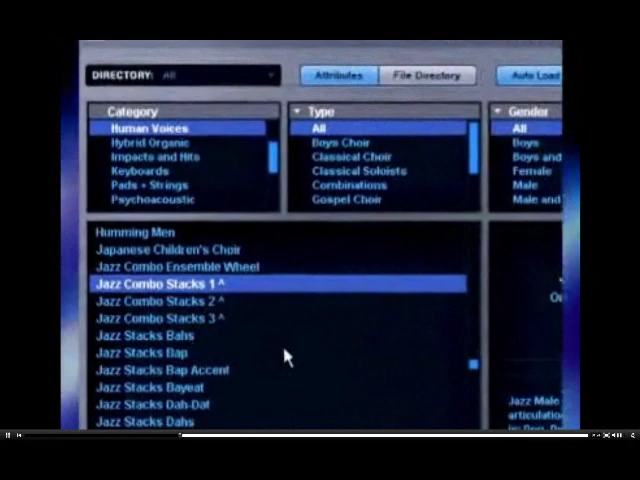 DIRECTORY: All
Attributes
File Directory
Auto Load
Category
Human Voices
Hybrid Organic
Impacts and Hits
Keyboards
Pads + Strings
Psychoacoustic
Type
All
Boys Choir
Classical Choir
Classical Soloists
Combinations
Gospel Choir
Gender
All
Boys
Boys and
Female
Male
Male and
Humming Men
Japanese Children's Choir
Jazz Combo Ensemble Wheel
Jazz Combo Stacks 1 ^
Jazz Combo Stacks 2 ^
Jazz Combo Stacks 3 ^
Jazz Stacks Bahs
Jazz Stacks Bap
Jazz Stacks Bap Accent
Jazz Stacks Bayeat
Jazz Stacks Dah-Dat
Jazz Stacks Dahs
Jazz Male
articulatio